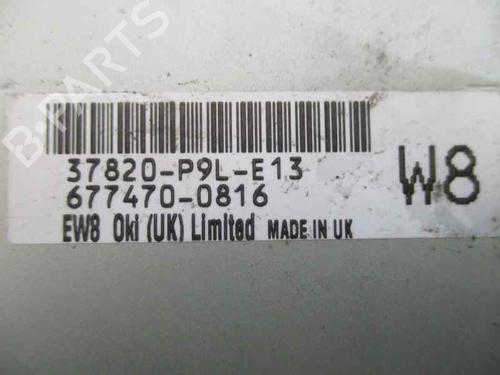 B-PARTS
37820-P9L-E13
677470-0816
W8
EW8 Oki (UK) Limited MADE IN UK